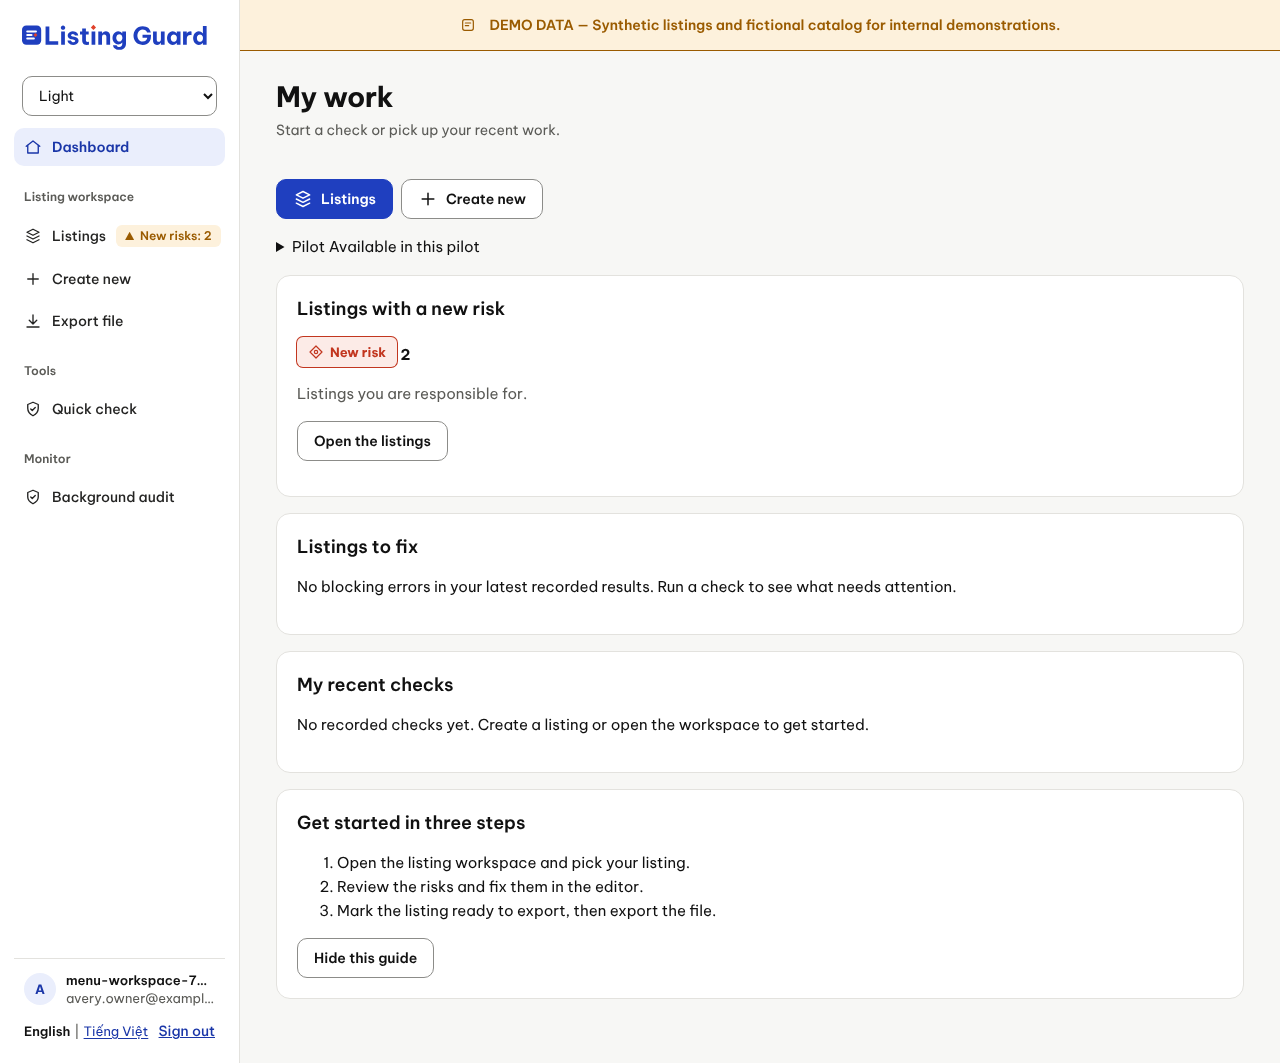 Listing Guard
Light
Dashboard
Listing workspace
Listings
New risks: 2
Create new
Export file
Tools
Quick check
Monitor
Background audit
A
menu-workspace-7...
avery.owner@exampl...
English | Tiếng Việt Sign out
DEMO DATA — Synthetic listings and fictional catalog for internal demonstrations.
My work
Start a check or pick up your recent work.
Listings
Create new
Pilot Available in this pilot
Listings with a new risk
New risk 2
Listings you are responsible for.
Open the listings
Listings to fix
No blocking errors in your latest recorded results. Run a check to see what needs attention.
My recent checks
No recorded checks yet. Create a listing or open the workspace to get started.
Get started in three steps
1. Open the listing workspace and pick your listing.
2. Review the risks and fix them in the editor.
3. Mark the listing ready to export, then export the file.
Hide this guide